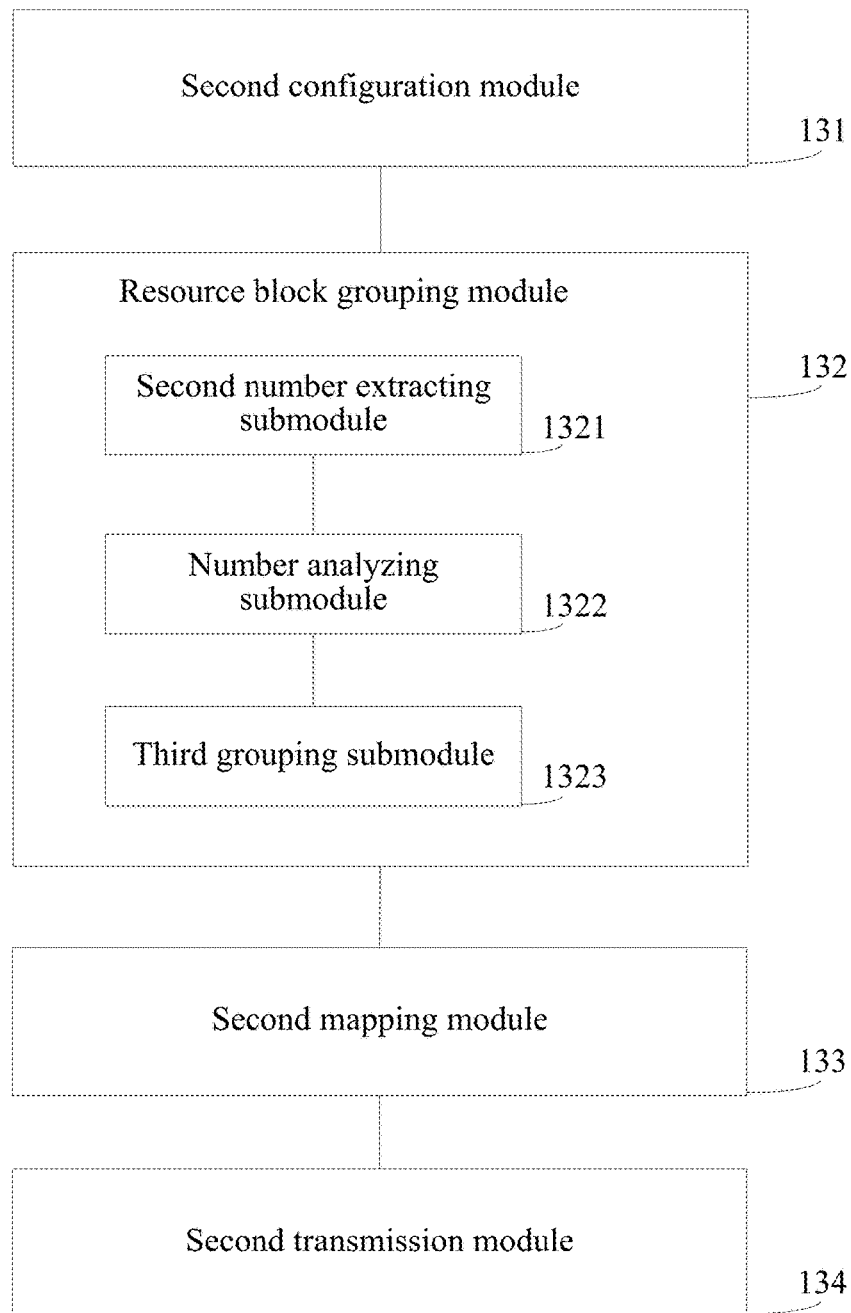 Second configuration module
131
Resource block grouping module
132
Second number extracting
submodule
1321
Number analyzing
submodule
1322
Third grouping submodule
1323
Second mapping module
133
Second transmission module
134